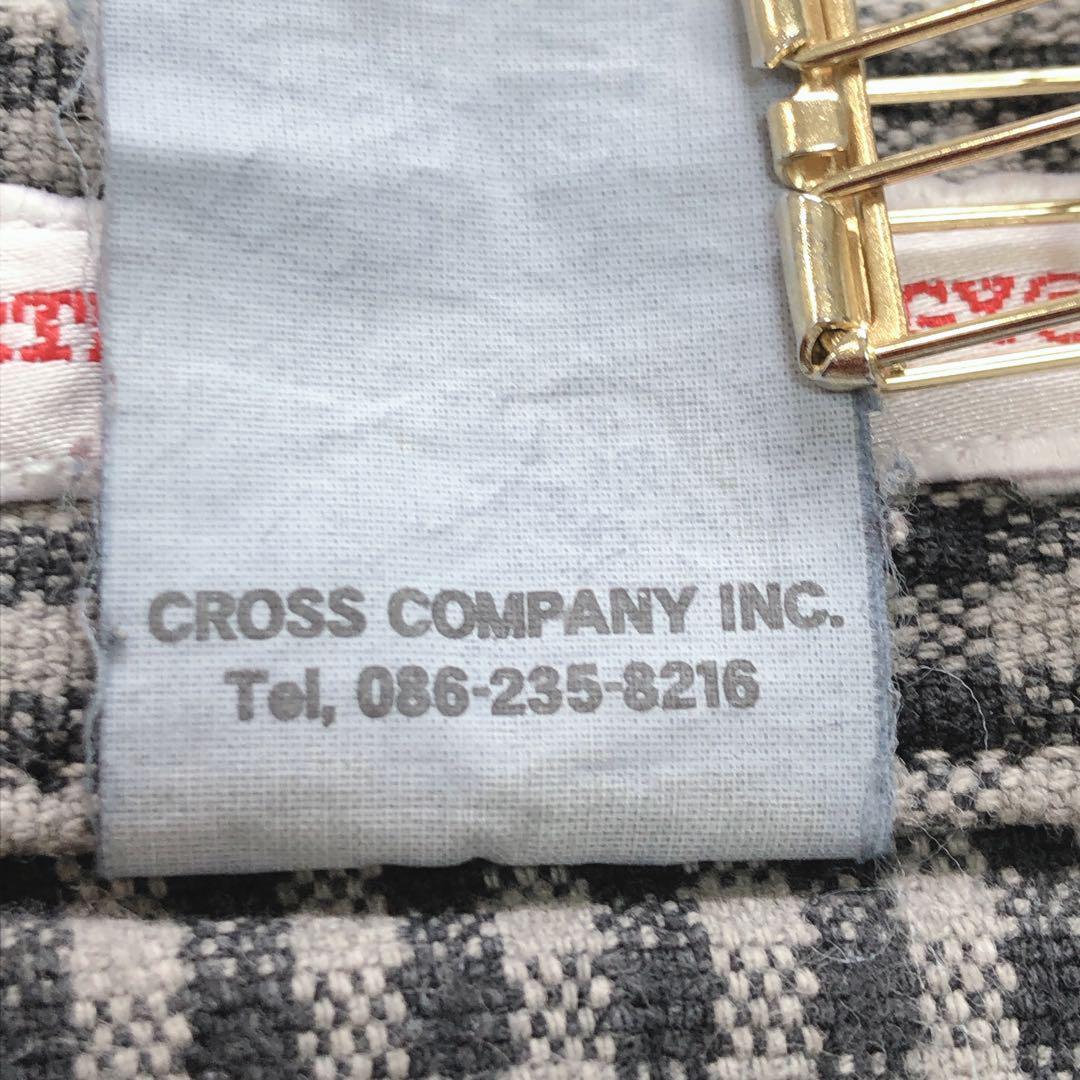 CROSS COMPANY INC.
Tel, 086-235-8216